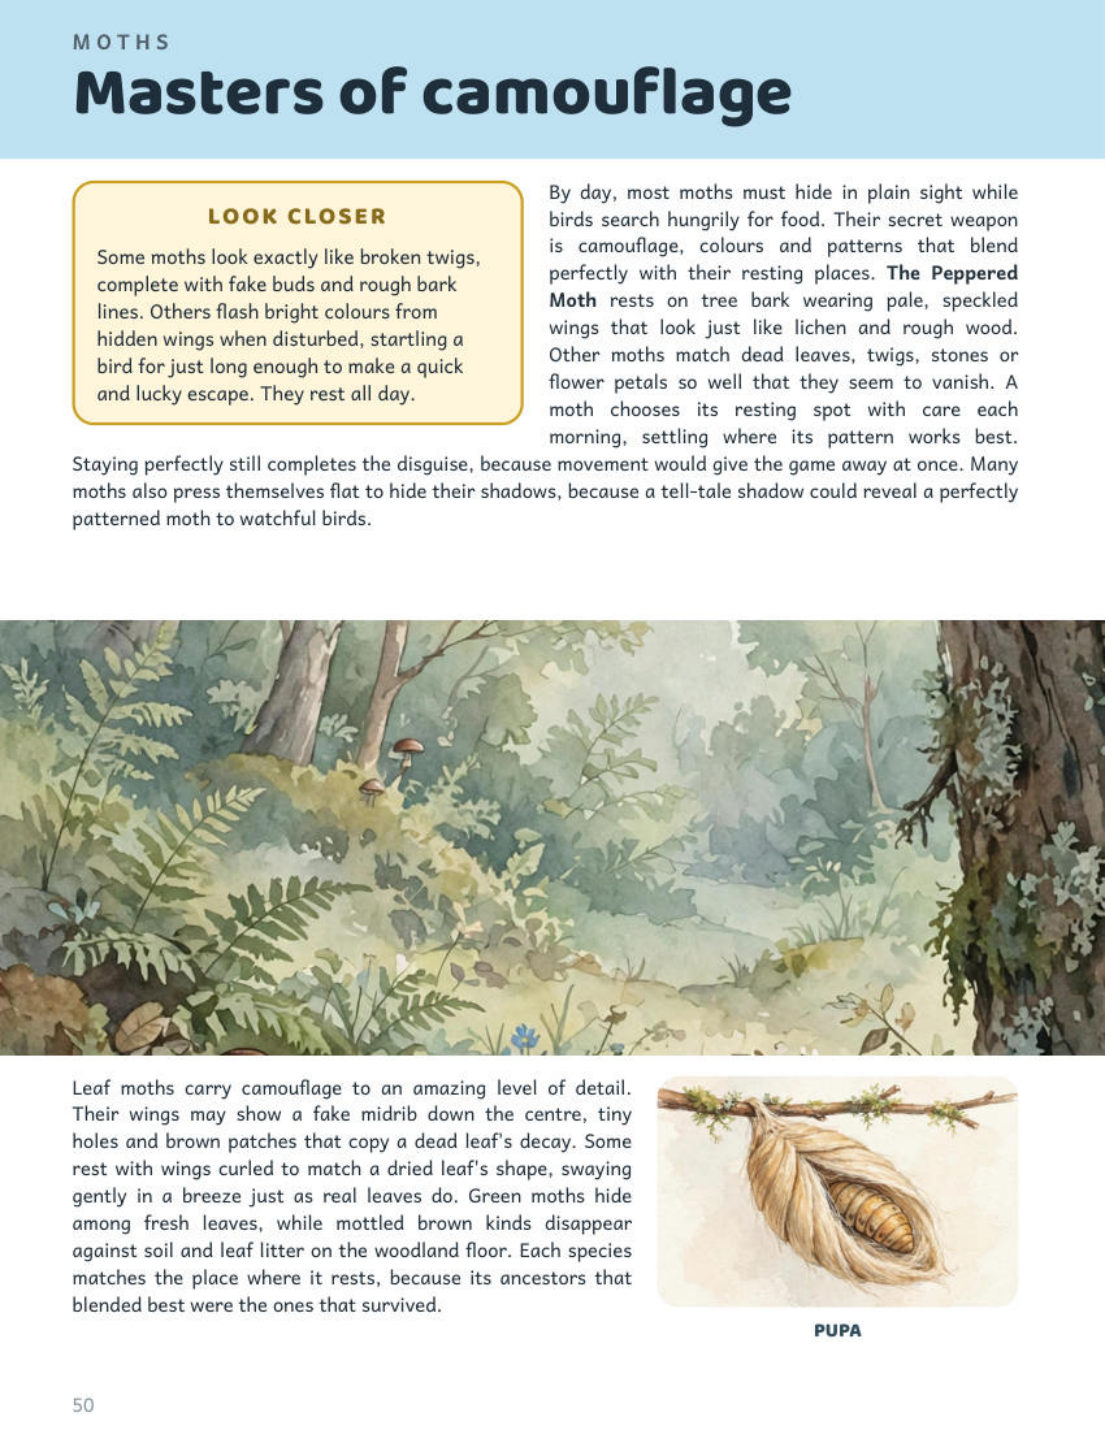 MOTHS
Masters of camouflage
LOOK CLOSER
Some moths look exactly like broken twigs,
complete with fake buds and rough bark
lines. Others flash bright colours from
hidden wings when disturbed, startling a
bird for just long enough to make a quick
and lucky escape. They rest all day.
By day, most moths must hide in plain sight while
birds search hungrily for food. Their secret weapon
is camouflage, colours and patterns that blend
perfectly with their resting places. The Peppered
Moth rests on tree bark wearing pale, speckled
wings that look just like lichen and rough wood.
Other moths match dead leaves, twigs, stones or
flower petals so well that they seem to vanish. A
moth chooses its resting spot with care each
morning, settling where its pattern works best.
Staying perfectly still completes the disguise, because movement would give the game away at once. Many
moths also press themselves flat to hide their shadows, because a tell-tale shadow could reveal a perfectly
patterned moth to watchful birds.
Leaf moths carry camouflage to an amazing level of detail.
Their wings may show a fake midrib down the centre, tiny
holes and brown patches that copy a dead leaf's decay. Some
rest with wings curled to match a dried leaf's shape, swaying
gently in a breeze just as real leaves do. Green moths hide
among fresh leaves, while mottled brown kinds disappear
against soil and leaf litter on the woodland floor. Each species
matches the place where it rests, because its ancestors that
blended best were the ones that survived.
PUPA
50